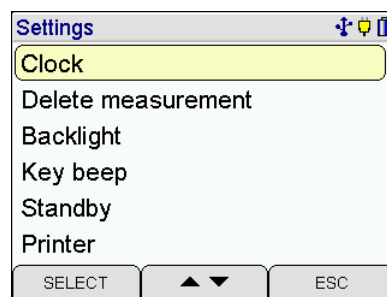 Settings
Clock
Delete measurement
Backlight
Key beep
Standby
Printer
SELECT ESC